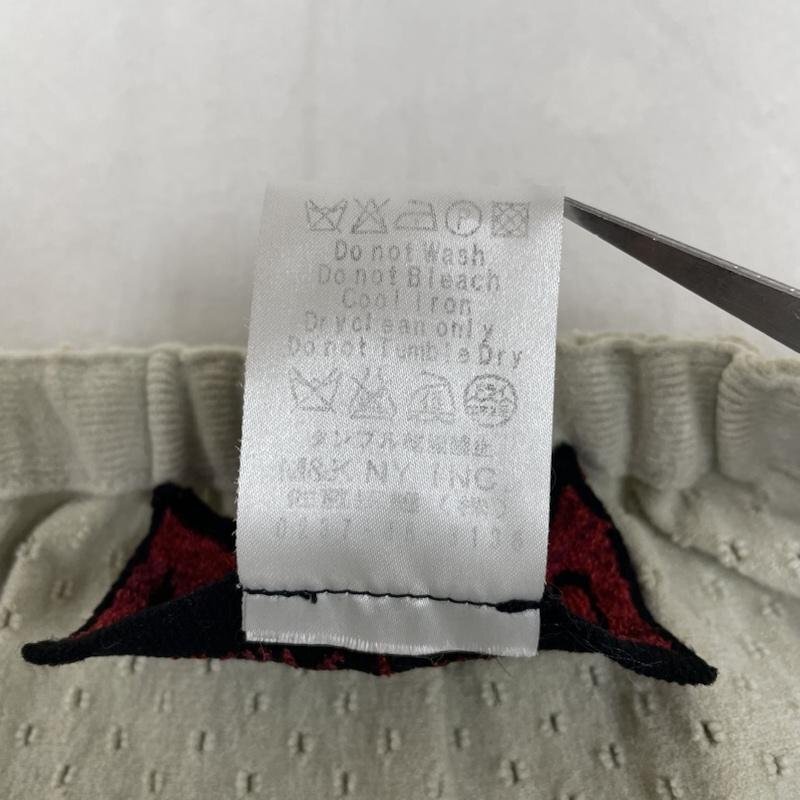 P
Do not Wash
Do not Bleach
Cool Iron
Dryclean only
Do not Tumble Dry
タンブル乾燥禁止
M&K NY. INC.